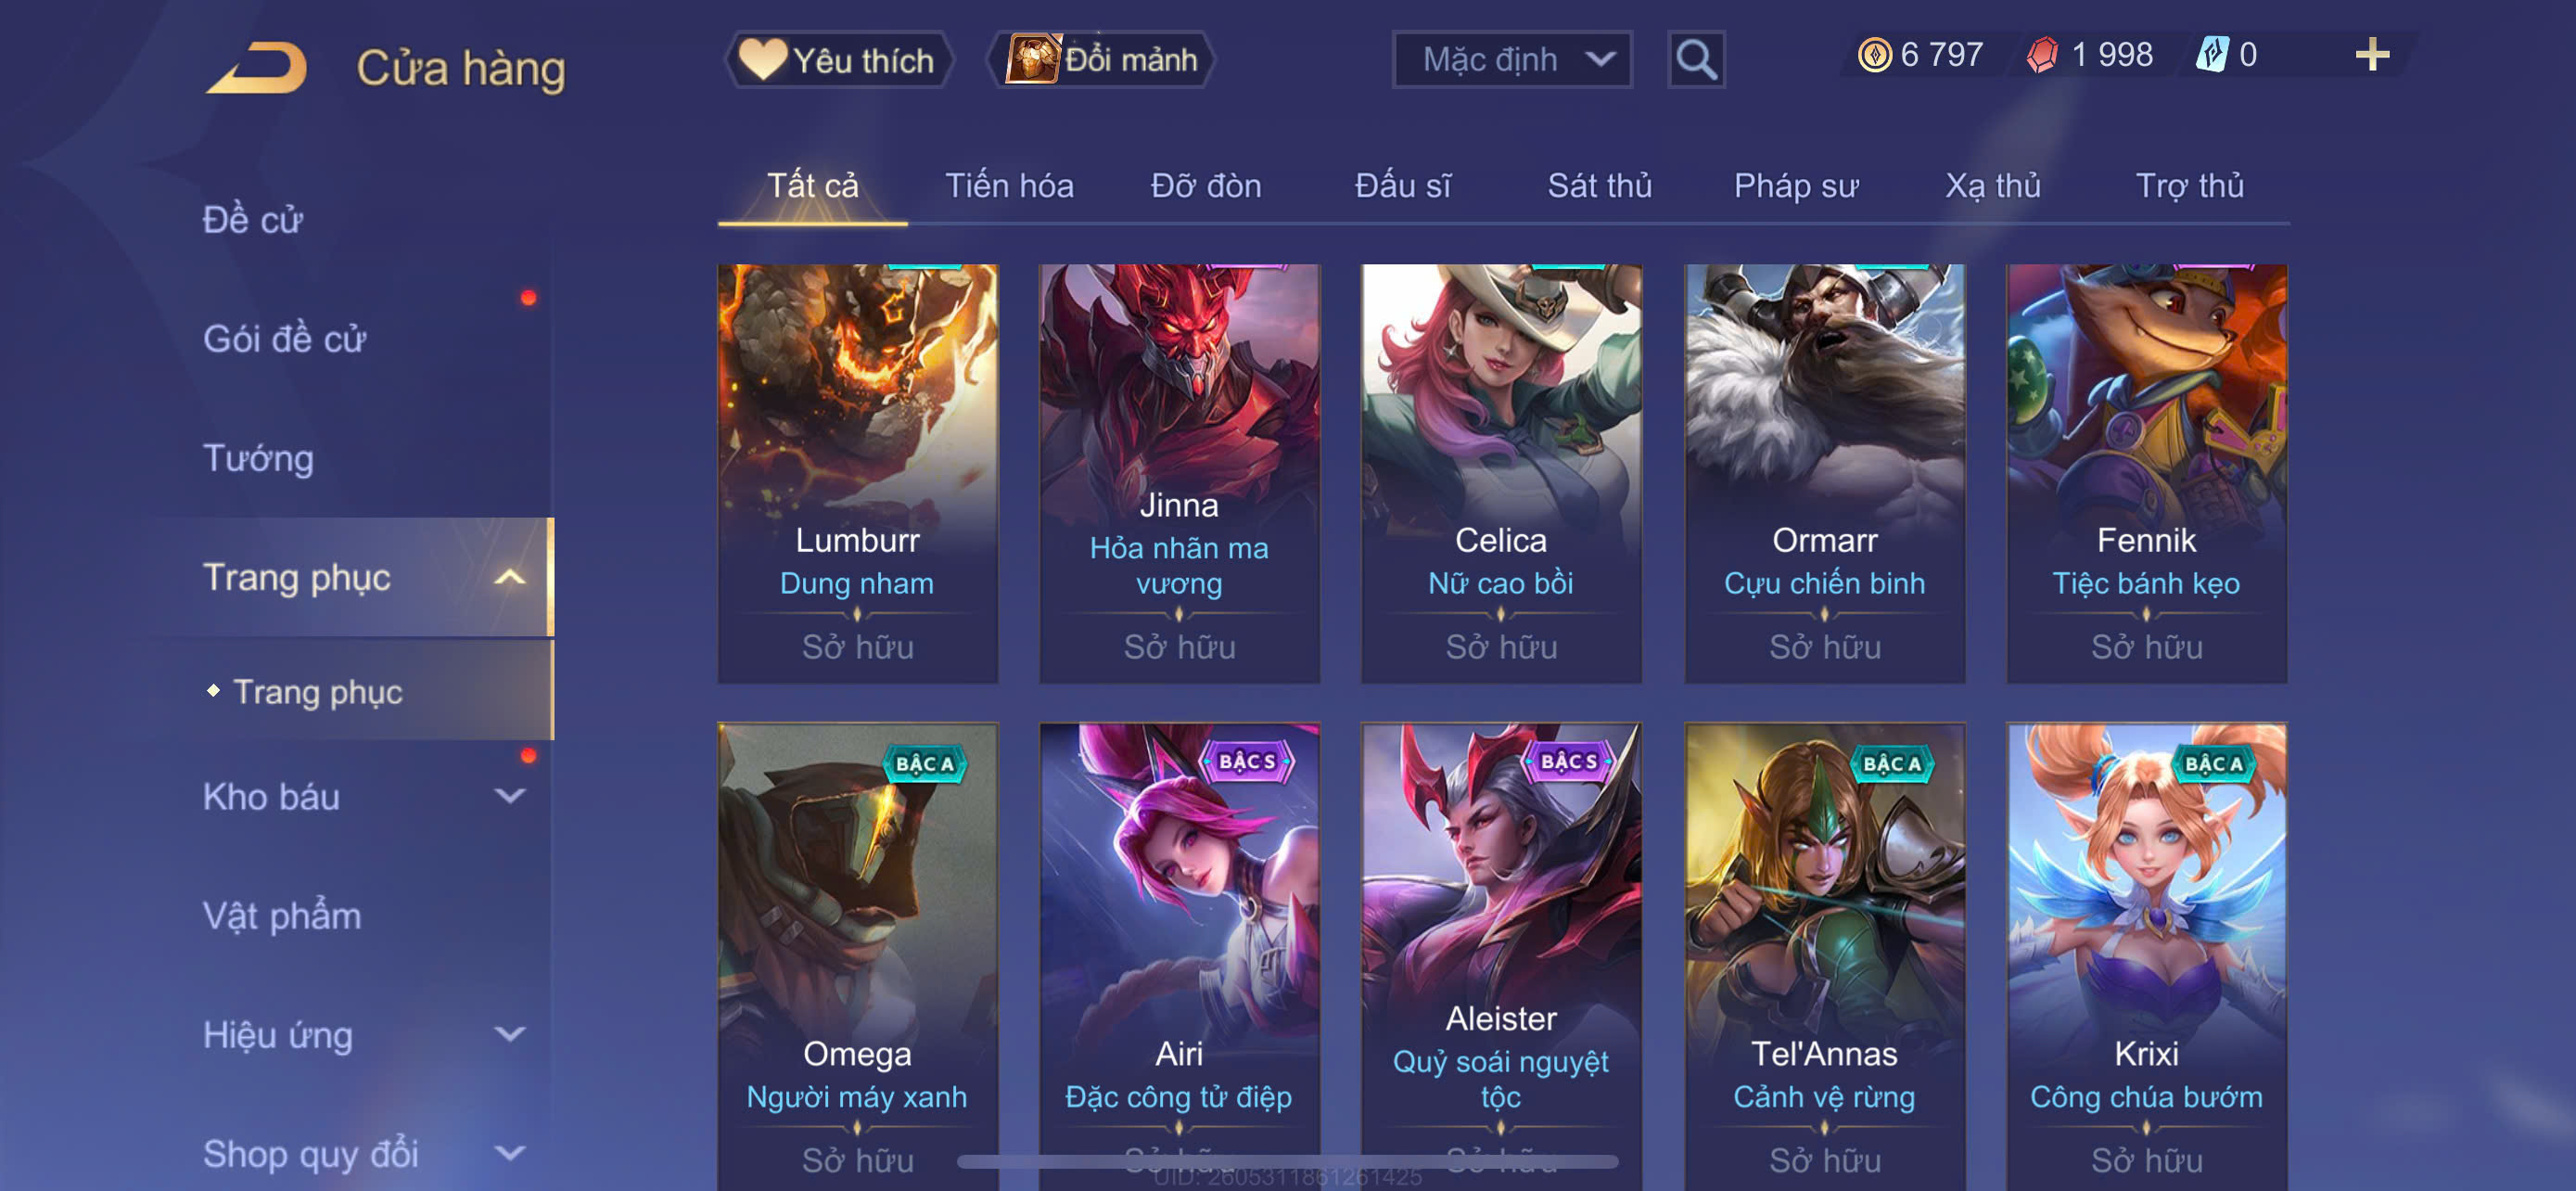 Cửa hàng
Yêu thích
Đổi mảnh
Mặc định
6 797
1 998
0
Đề cử
Gói đề cử
Tướng
Trang phục
Trang phục
Kho báu
Vật phẩm
Hiệu ứng
Shop quy đổi
Tất cả
Tiến hóa
Đỡ đòn
Đấu sĩ
Sát thủ
Pháp sư
Xạ thủ
Trợ thủ
Lumburr
Dung nham
Sở hữu
Jinna
Hỏa nhãn ma
vương
Sở hữu
Celica
Nữ cao bồi
Sở hữu
Ormarr
Cựu chiến binh
Sở hữu
Fennik
Tiệc bánh kẹo
Sở hữu
BẬC A
Omega
Người máy xanh
Sở hữu
BẬC S
Airi
Đặc công tử điệp
Sở hữu
BẬC S
Aleister
Quỷ soái nguyệt
tộc
Sở hữu
BẬC A
Tel'Annas
Cảnh vệ rừng
Sở hữu
BẬC A
Krixi
Công chúa bướm
Sở hữu
UID: 2605311861261425